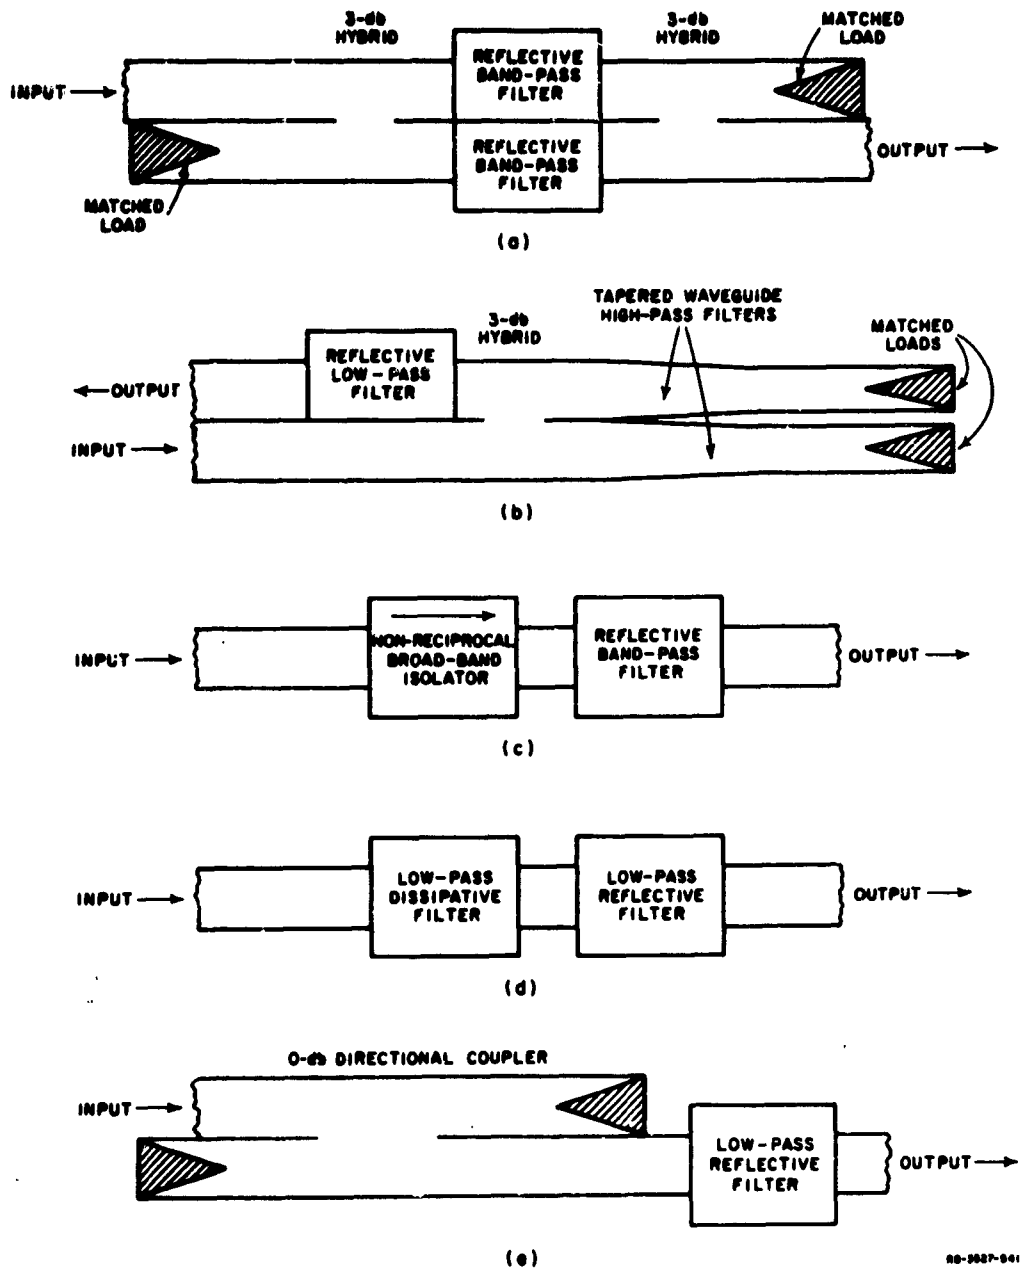 3-db HYBRID
3-db HYBRID
MATCHED LOAD
INPUT
REFLECTIVE BAND-PASS FILTER
REFLECTIVE BAND-PASS FILTER
OUTPUT
MATCHED LOAD
(a)
TAPERED WAVEGUIDE HIGH-PASS FILTERS
3-db HYBRID
MATCHED LOADS
REFLECTIVE LOW-PASS FILTER
OUTPUT
INPUT
(b)
INPUT
NON-RECIPROCAL BROAD-BAND ISOLATOR
REFLECTIVE BAND-PASS FILTER
OUTPUT
(c)
INPUT
LOW-PASS DISSIPATIVE FILTER
LOW-PASS REFLECTIVE FILTER
OUTPUT
(d)
0-db DIRECTIONAL COUPLER
INPUT
LOW-PASS REFLECTIVE FILTER
OUTPUT
(e)